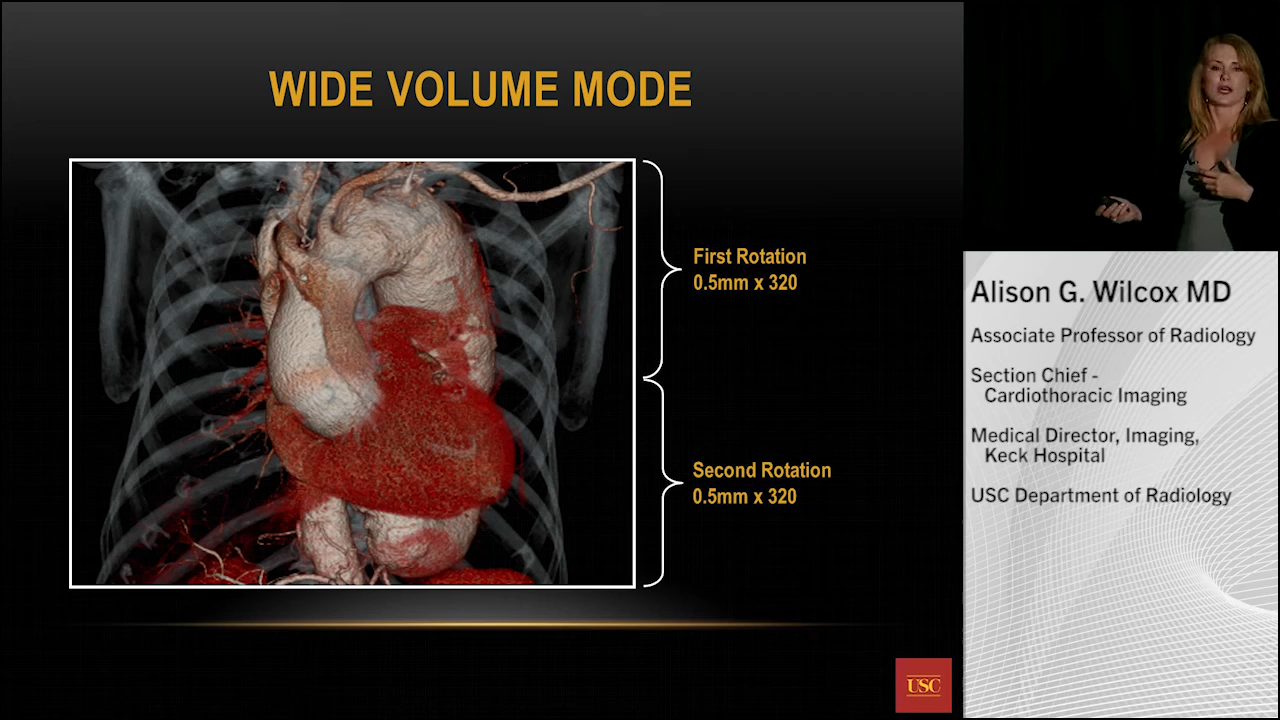 WIDE VOLUME MODE
First Rotation
0.5mm x 320
Second Rotation
0.5mm x 320
USC
Alison G. Wilcox MD
Associate Professor of Radiology
Section Chief -
Cardiothoracic Imaging
Medical Director, Imaging,
Keck Hospital
USC Department of Radiology